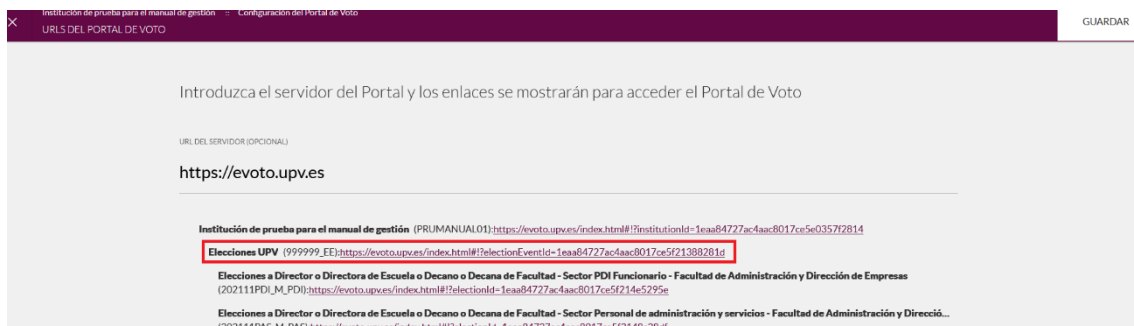 Institución de prueba para el manual de gestión :: Configuración del Portal de Voto
URLS DEL PORTAL DE VOTO
GUARDAR
Introduzca el servidor del Portal y los enlaces se mostrarán para acceder el Portal de Voto
URL DEL SERVIDOR (OPCIONAL)
https://evoto.upv.es
Institución de prueba para el manual de gestión (PRUMANUAL01):https://evoto.upv.es/index.html#!?institutionId=1eaa84727ac4aac8017ce5e0357f2814
Elecciones UPV (999999_EE):https://evoto.upv.es/index.html#!?electionEventId=1eaa84727ac4aac8017ce5f21388281d
Elecciones a Director o Directora de Escuela o Decano o Decana de Facultad - Sector PDI Funcionario - Facultad de Administración y Dirección de Empresas
(202111PDI_M_PDI):https://evoto.upv.es/index.html#!?electionId=1eaa84727ac4aac8017ce5f214e5295e
Elecciones a Director o Directora de Escuela o Decano o Decana de Facultad - Sector Personal de administración y servicios - Facultad de Administración y Direcció...